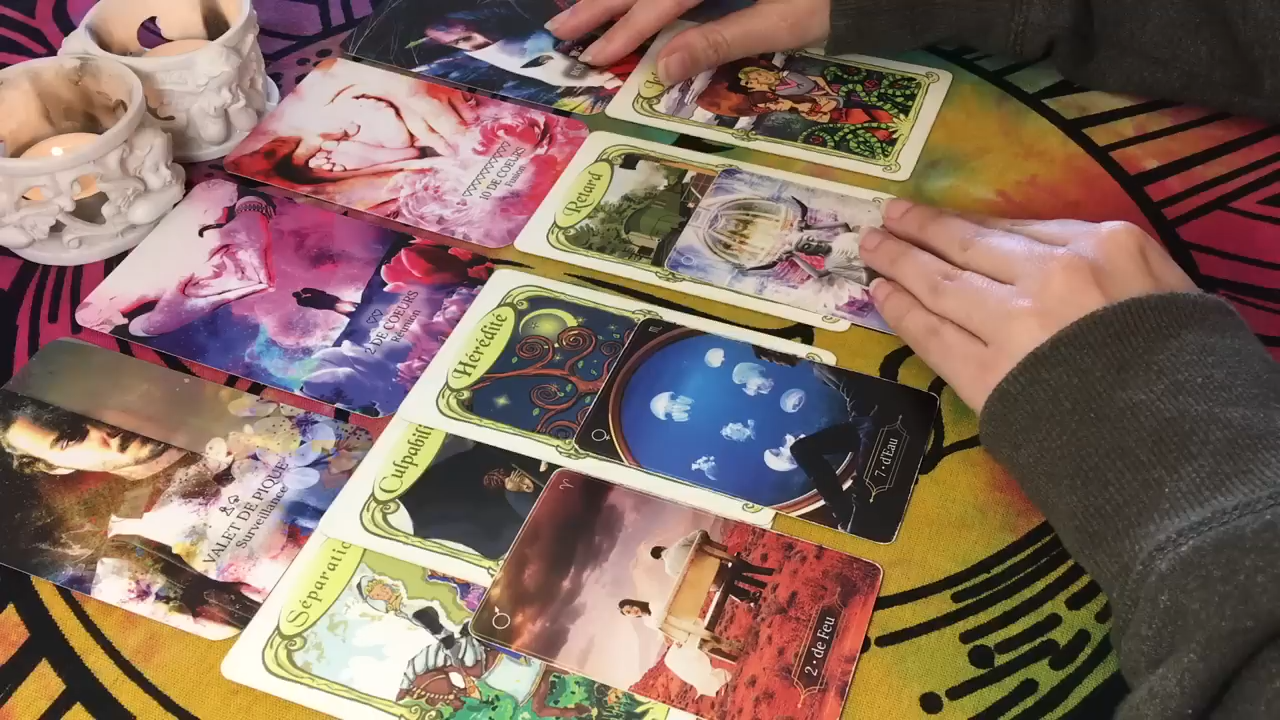 10 DE COEURS
Fusion
Retard
2 DE COEURS
Réunion
Hérédité
7 • d'Eau
Culpabili
VALET DE PIQUE
Surveillance
Séparatio
2 • de Feu